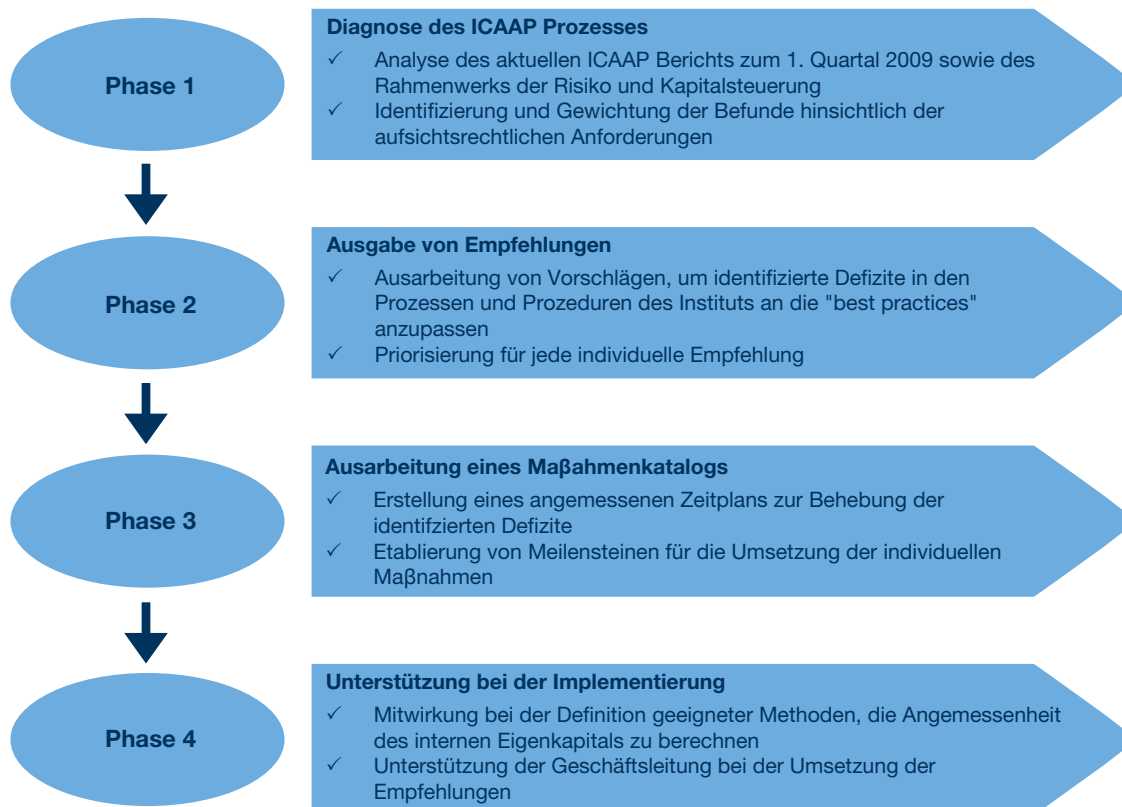 Phase 1
Diagnose des ICAAP Prozesses
✓ Analyse des aktuellen ICAAP Berichts zum 1. Quartal 2009 sowie des
Rahmenwerks der Risiko und Kapitalsteuerung
✓ Identifizierung und Gewichtung der Befunde hinsichtlich der
aufsichtsrechtlichen Anforderungen
Phase 2
Ausgabe von Empfehlungen
✓ Ausarbeitung von Vorschlägen, um identifizierte Defizite in den
Prozessen und Prozeduren des Instituts an die "best practices"
anzupassen
✓ Priorisierung für jede individuelle Empfehlung
Phase 3
Ausarbeitung eines Maβahmenkatalogs
✓ Erstellung eines angemessenen Zeitplans zur Behebung der
identifzierten Defizite
✓ Etablierung von Meilensteinen für die Umsetzung der individuellen
Maβnahmen
Phase 4
Unterstützung bei der Implementierung
✓ Mitwirkung bei der Definition geeigneter Methoden, die Angemessenheit
des internen Eigenkapitals zu berechnen
✓ Unterstützung der Geschäftsleitung bei der Umsetzung der
Empfehlungen